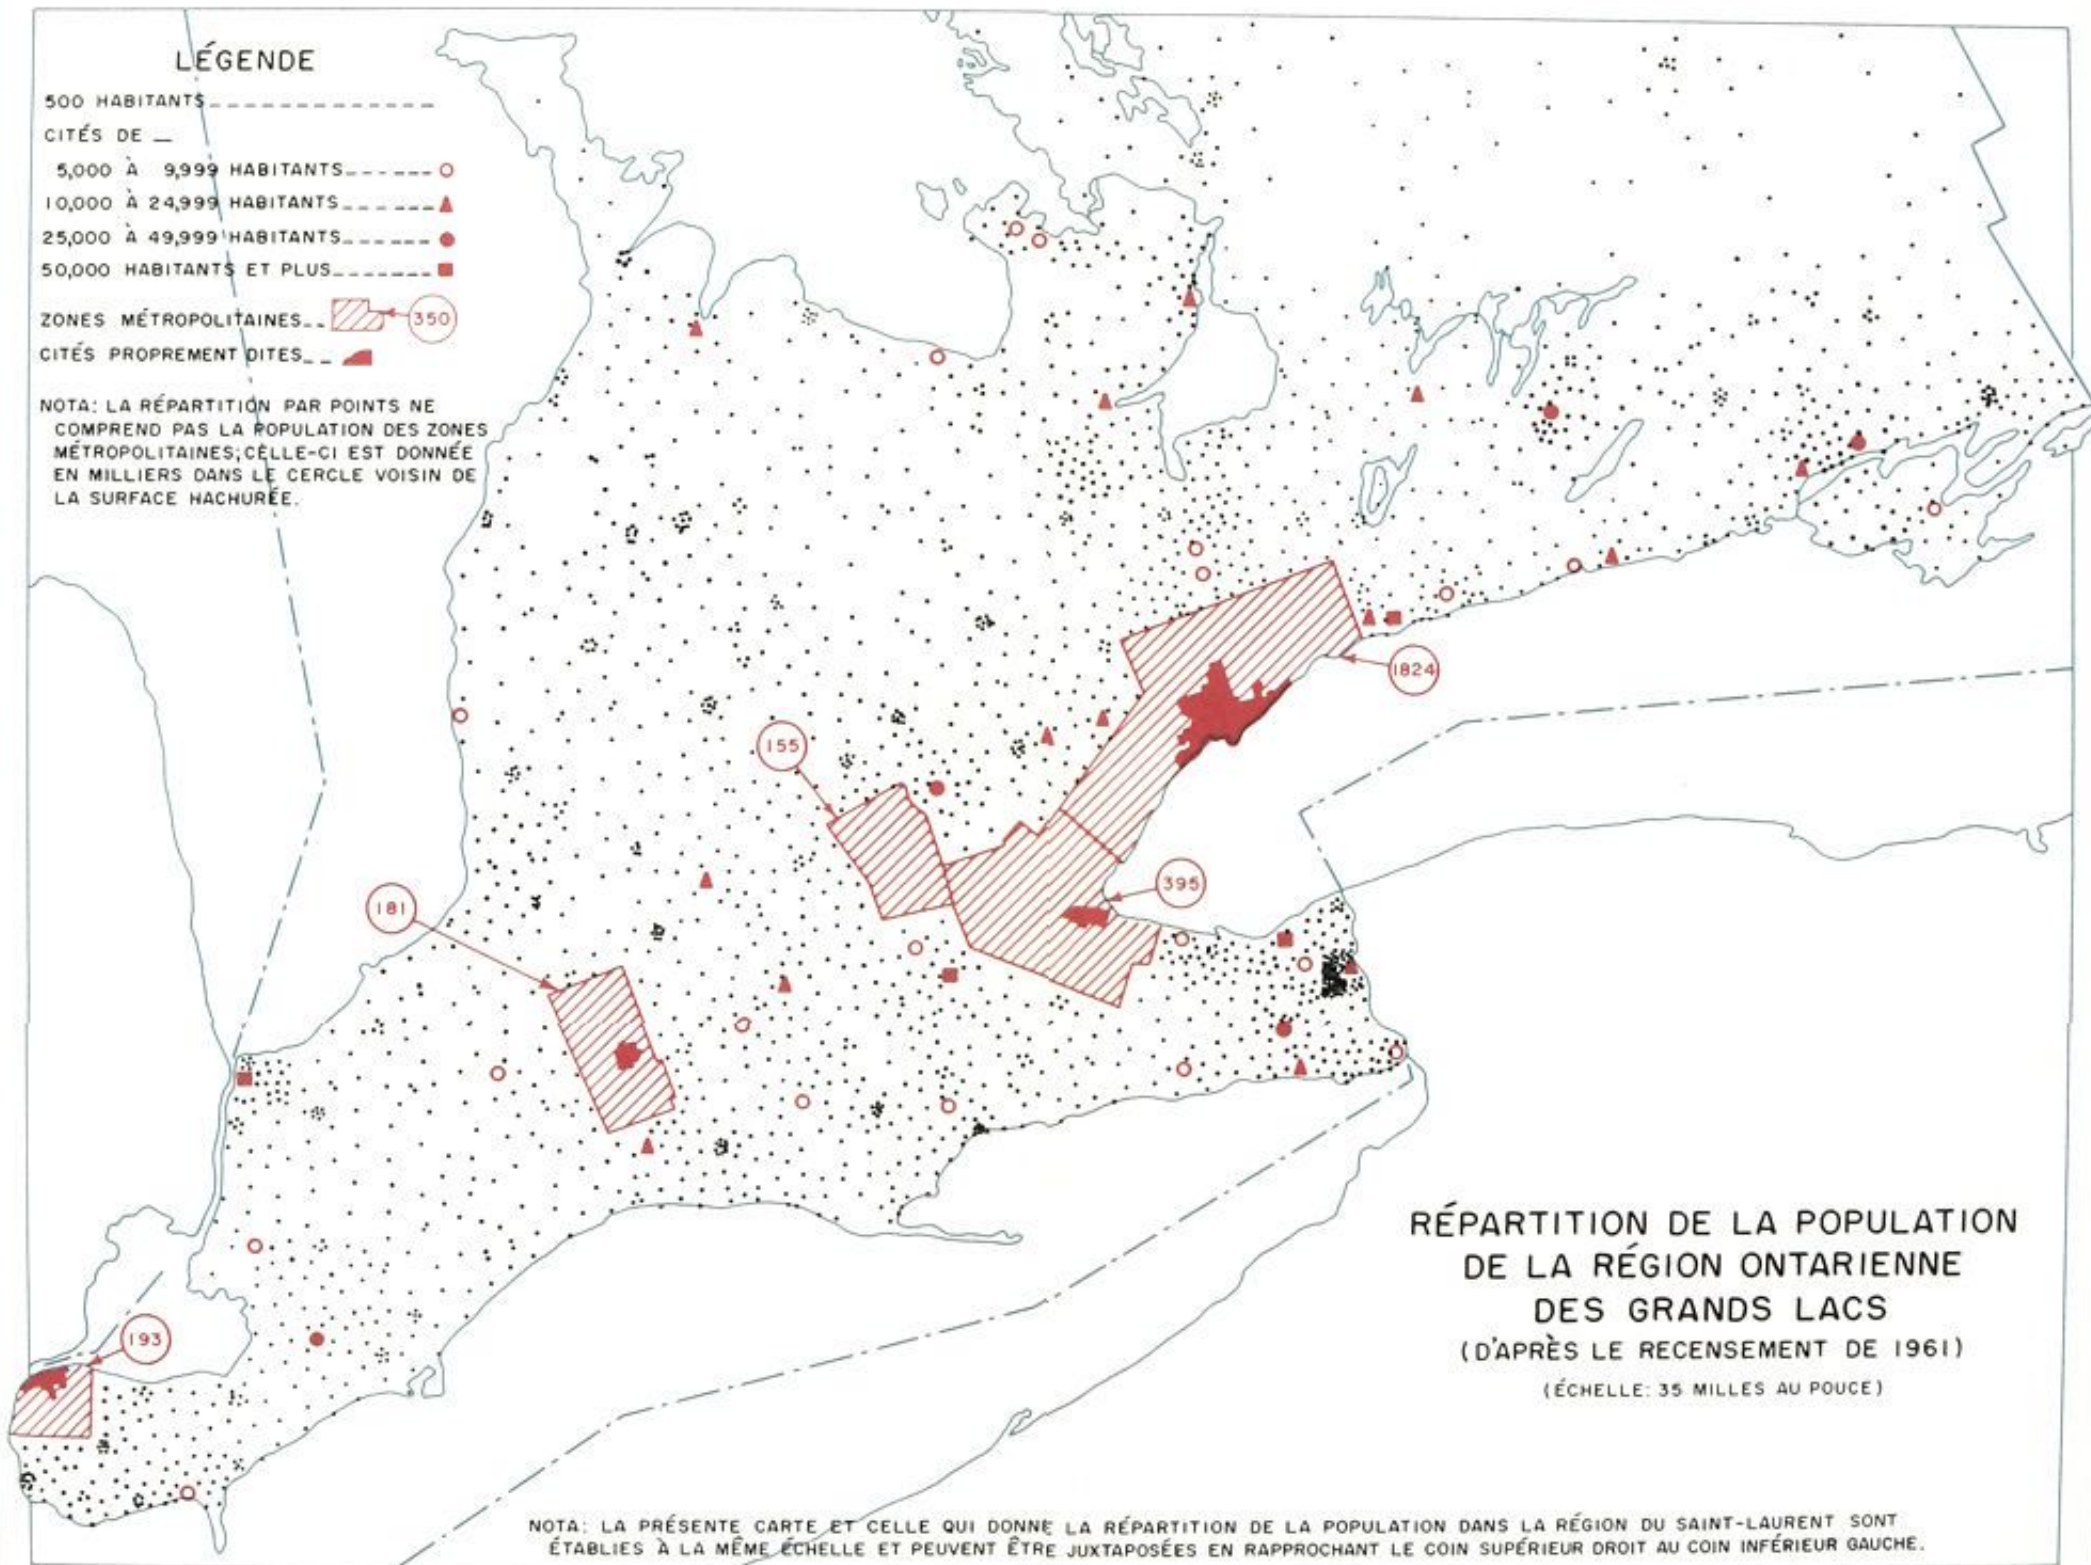 LÉGENDE
500 HABITANTS
CITÉS DE —
5,000 À 9,999 HABITANTS
10,000 À 24,999 HABITANTS
25,000 À 49,999 HABITANTS
50,000 HABITANTS ET PLUS
ZONES MÉTROPOLITAINES 350
CITÉS PROPREMENT DITES
NOTA: LA RÉPARTITION PAR POINTS NE
COMPREND PAS LA POPULATION DES ZONES
MÉTROPOLITAINES; CELLE-CI EST DONNÉE
EN MILLIERS DANS LE CERCLE VOISIN DE
LA SURFACE HACHURÉE.
1824
155
395
181
193
RÉPARTITION DE LA POPULATION
DE LA RÉGION ONTARIENNE
DES GRANDS LACS
(D'APRÈS LE RECENSEMENT DE 1961)
(ÉCHELLE: 35 MILLES AU POUCE)
NOTA: LA PRÉSENTE CARTE ET CELLE QUI DONNE LA RÉPARTITION DE LA POPULATION DANS LA RÉGION DU SAINT-LAURENT SONT
ÉTABLIES À LA MÊME ÉCHELLE ET PEUVENT ÊTRE JUXTAPOSÉES EN RAPPROCHANT LE COIN SUPÉRIEUR DROIT AU COIN INFÉRIEUR GAUCHE.